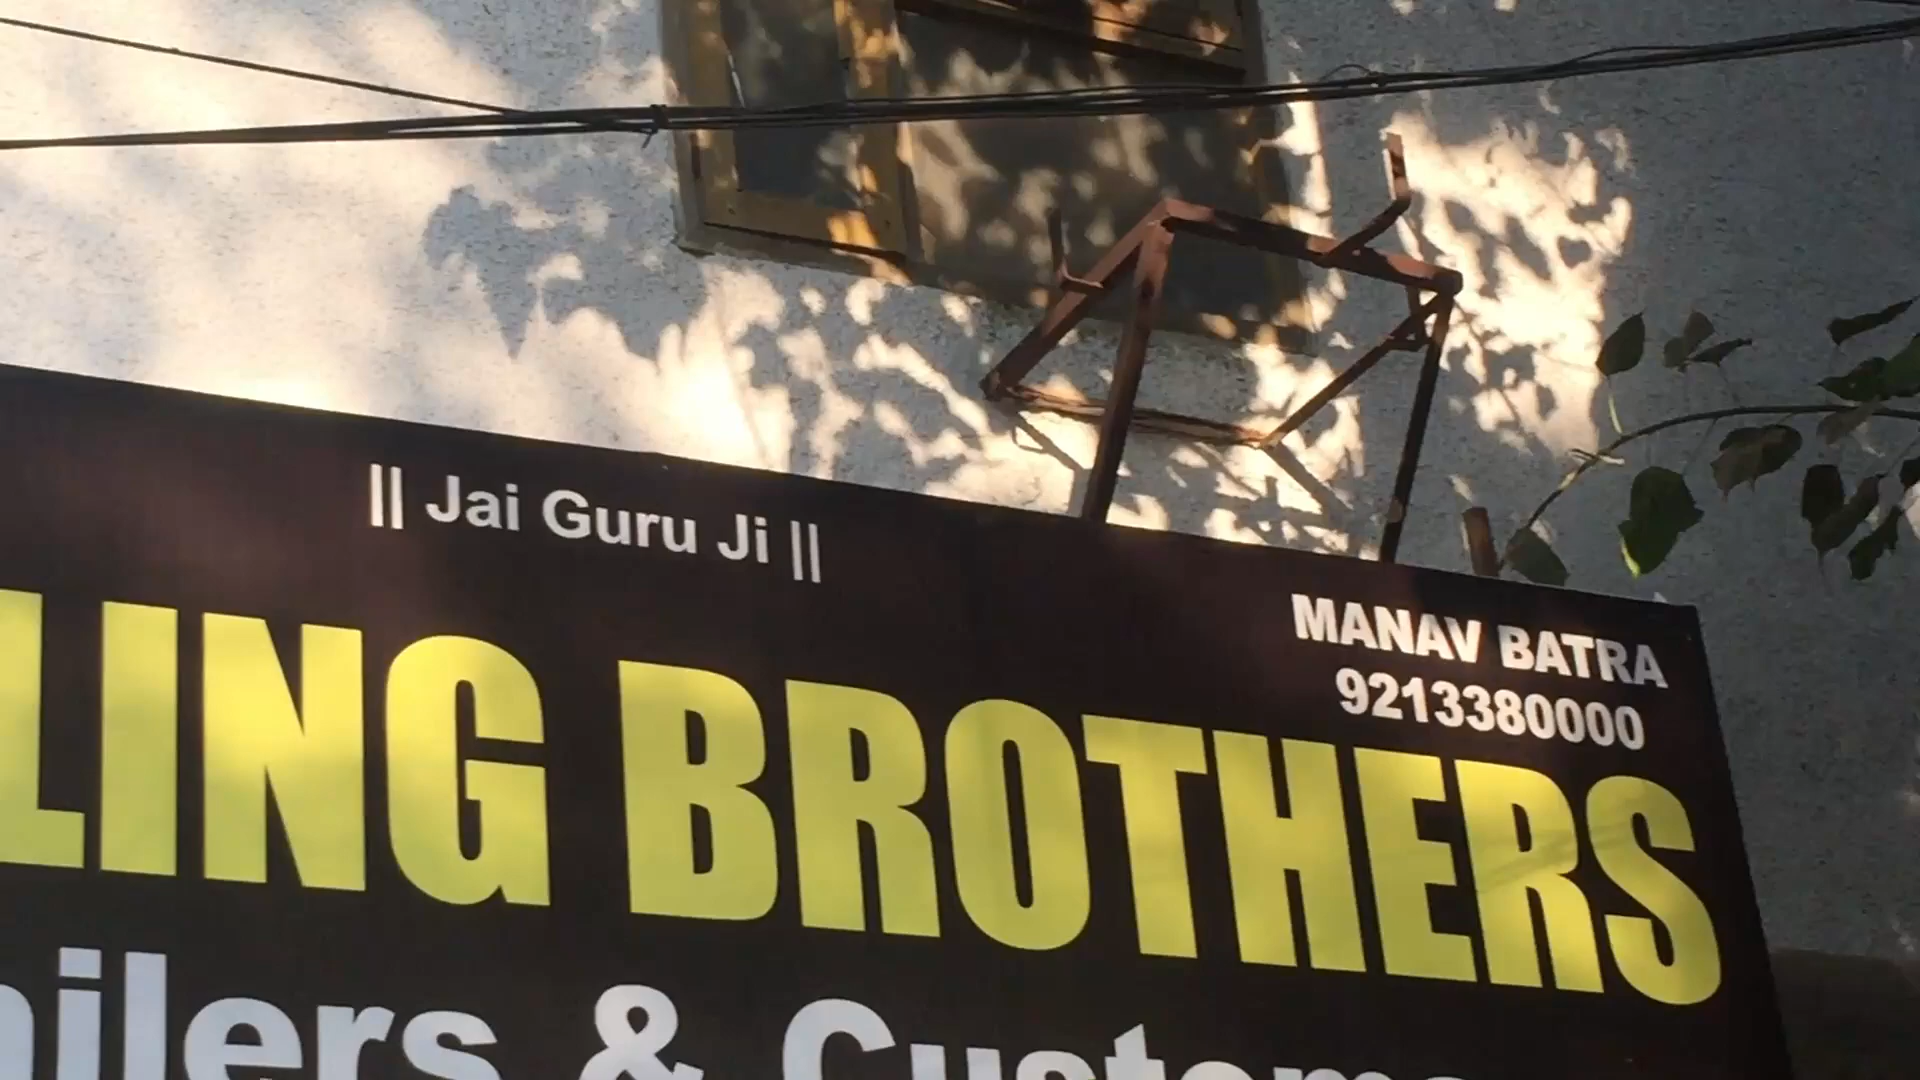 || Jai Guru Ji ||
MANAV BATRA
9213380000
LING BROTHERS
ilers & Custom